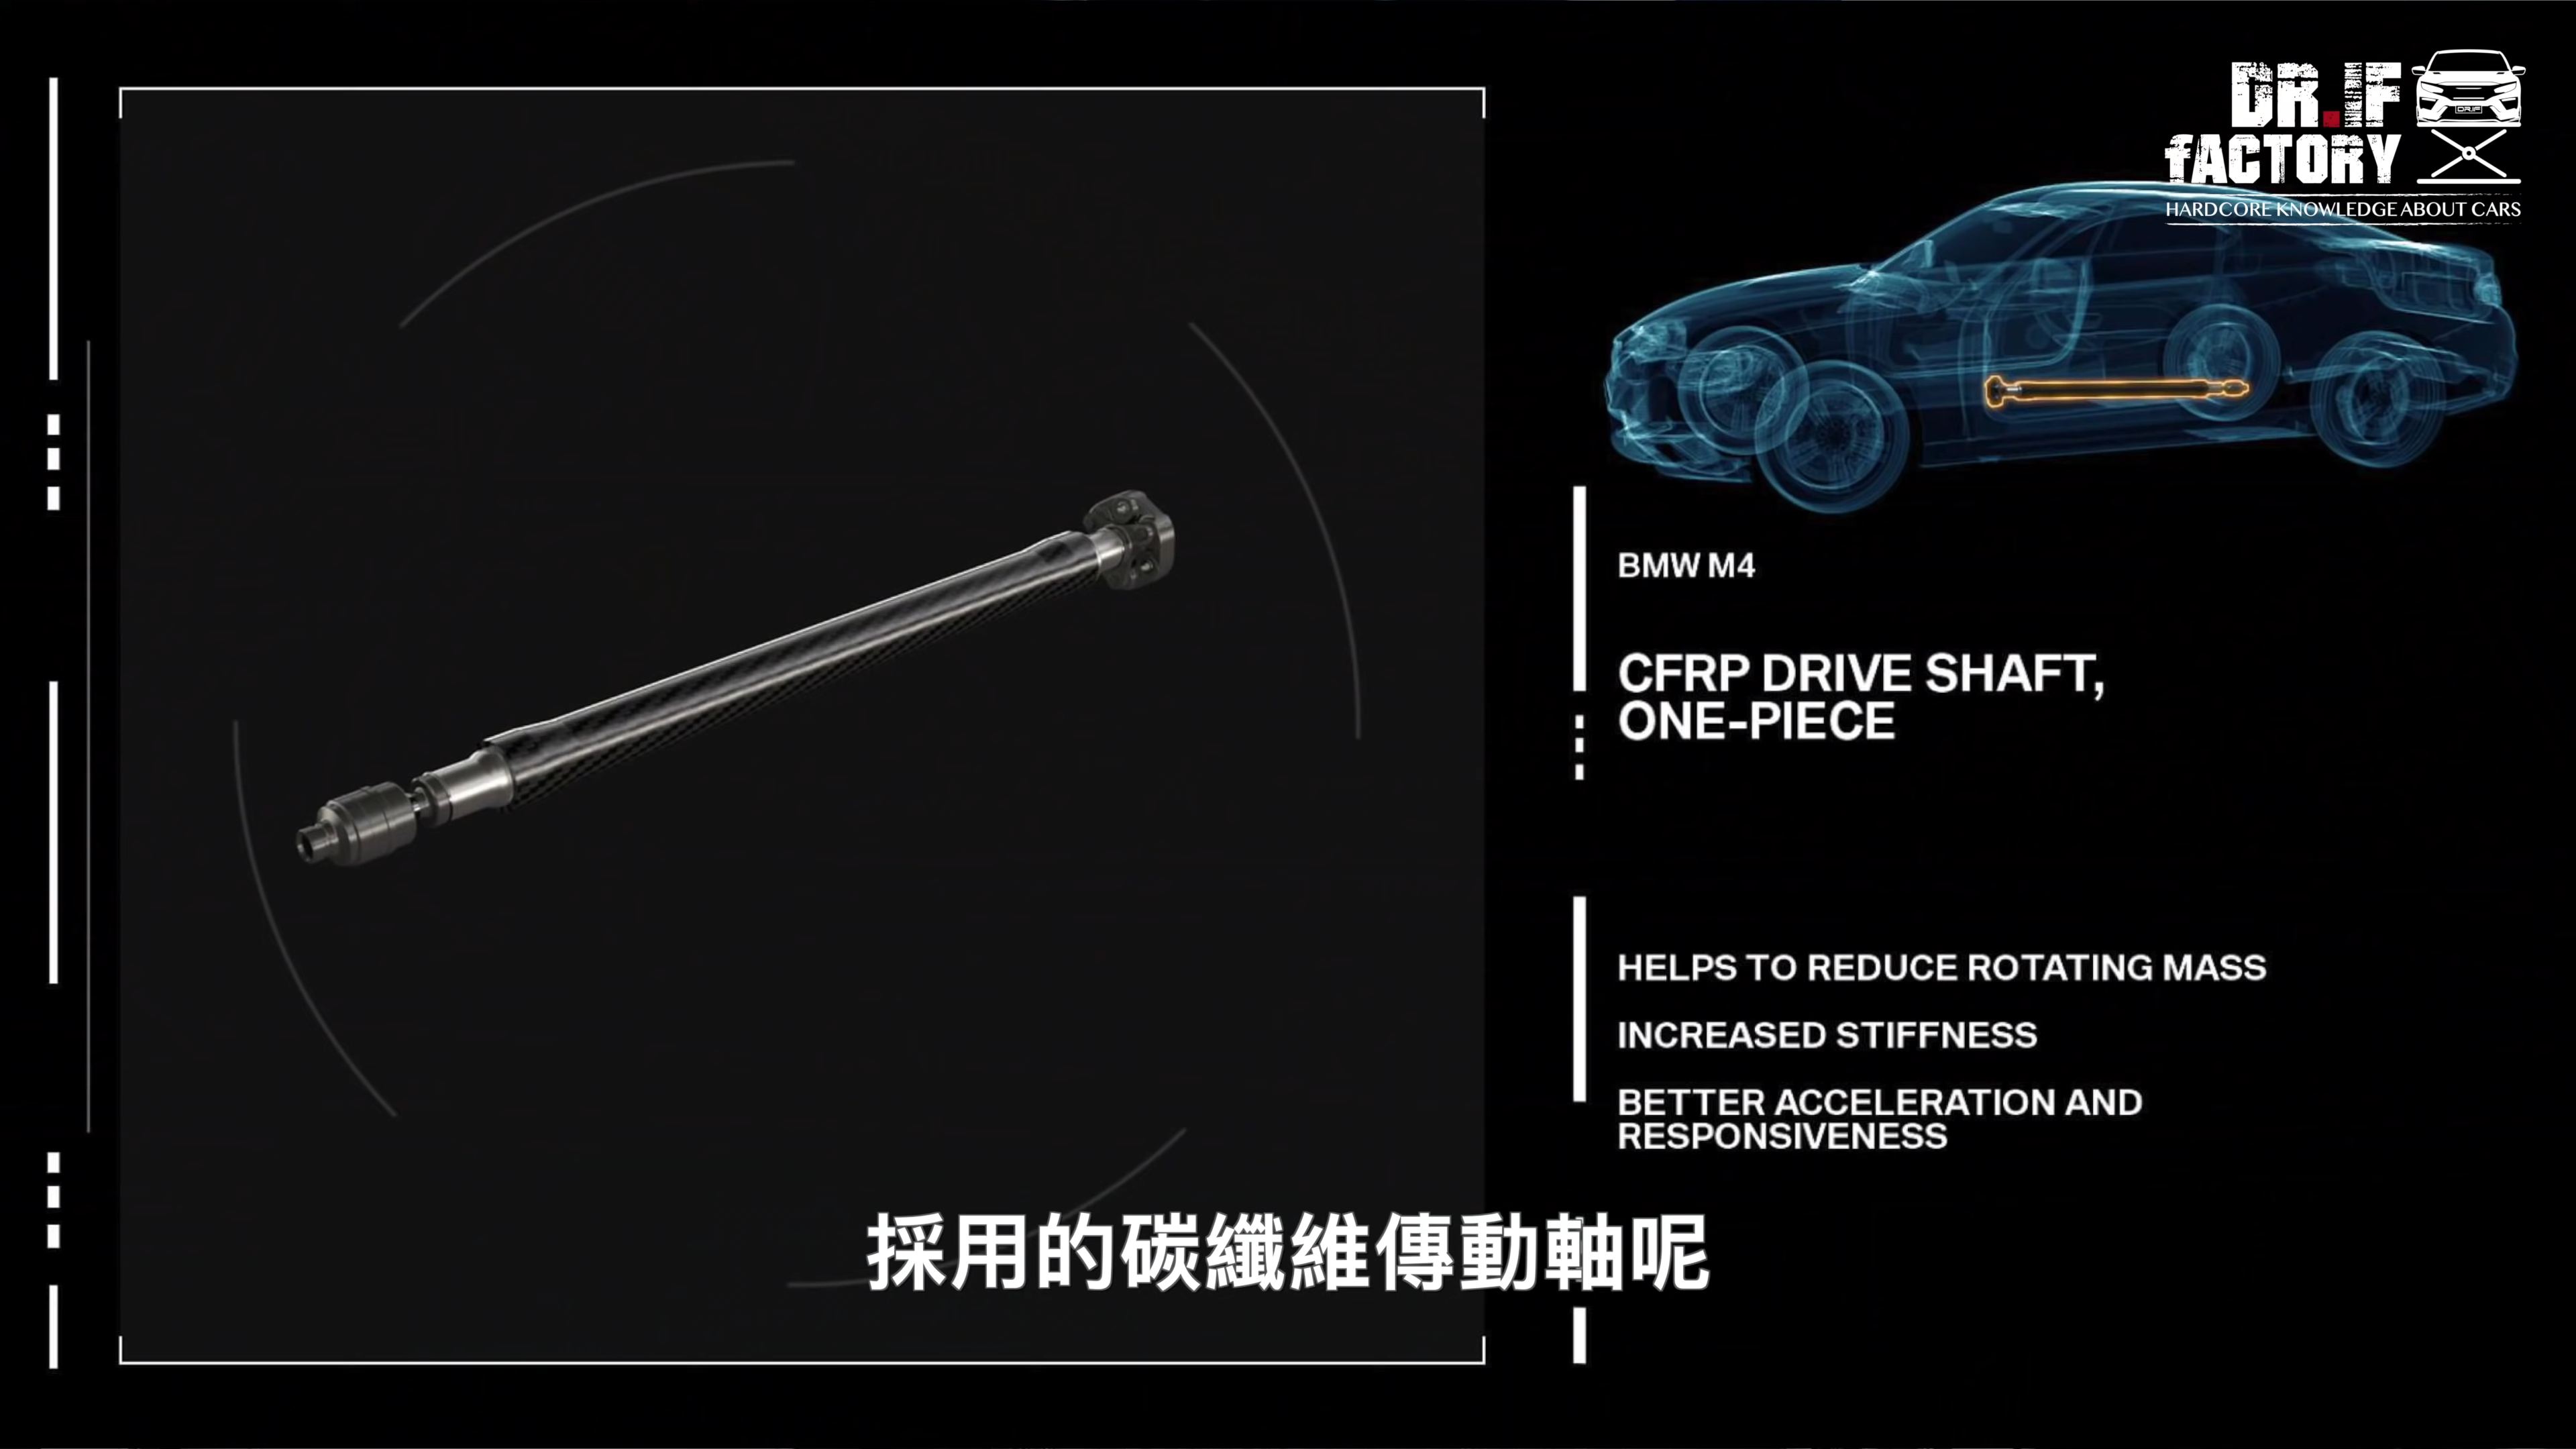 DR.IF
fACTORY
HARDCORE KNOWLEDGE ABOUT CARS
BMW M4
CFRP DRIVE SHAFT,
ONE-PIECE
HELPS TO REDUCE ROTATING MASS
INCREASED STIFFNESS
BETTER ACCELERATION AND
RESPONSIVENESS
採用的碳纖維傳動軸呢